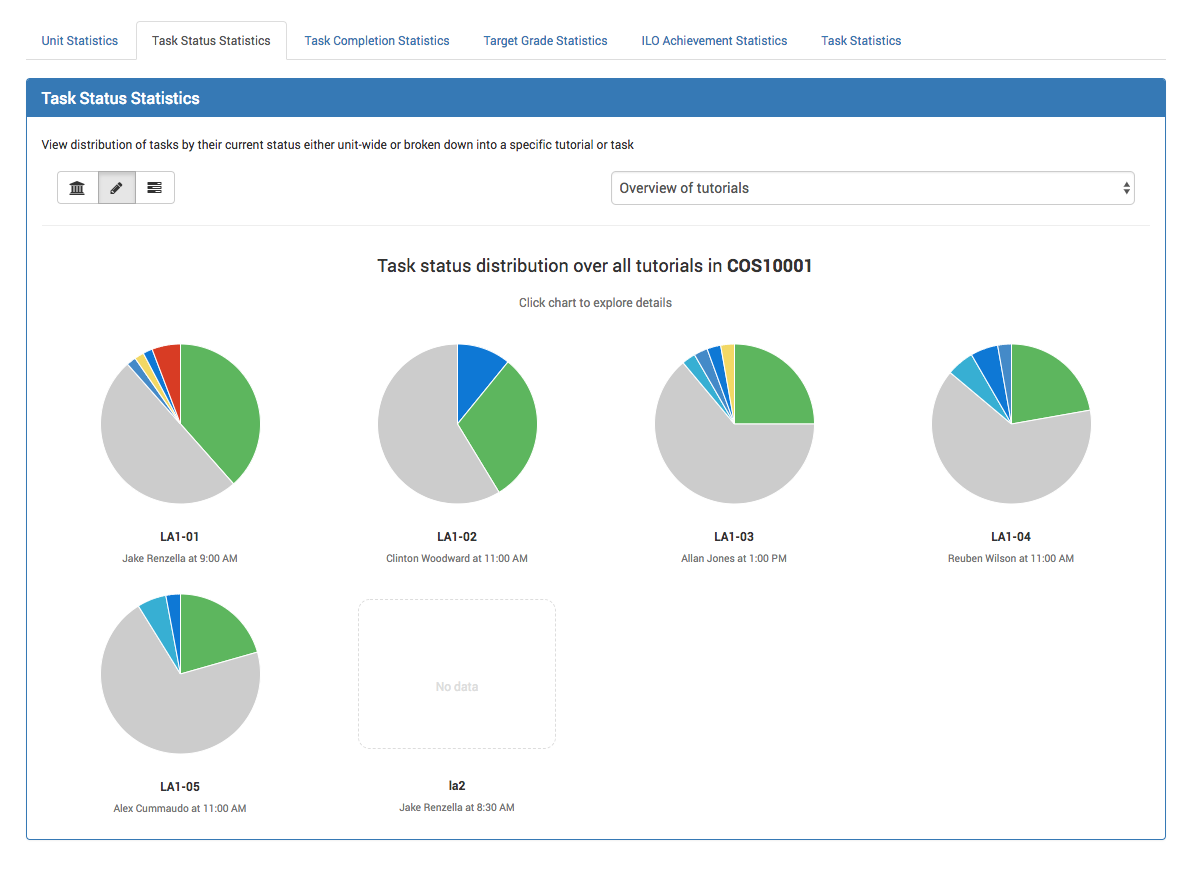 Unit Statistics
Task Status Statistics
Task Completion Statistics
Target Grade Statistics
ILO Achievement Statistics
Task Statistics
Task Status Statistics
View distribution of tasks by their current status either unit-wide or broken down into a specific tutorial or task
Overview of tutorials
Task status distribution over all tutorials in COS10001
Click chart to explore details
LA1-01
Jake Renzella at 9:00 AM
LA1-02
Clinton Woodward at 11:00 AM
LA1-03
Allan Jones at 1:00 PM
LA1-04
Reuben Wilson at 11:00 AM
LA1-05
Alex Cummaudo at 11:00 AM
No data
la2
Jake Renzella at 8:30 AM